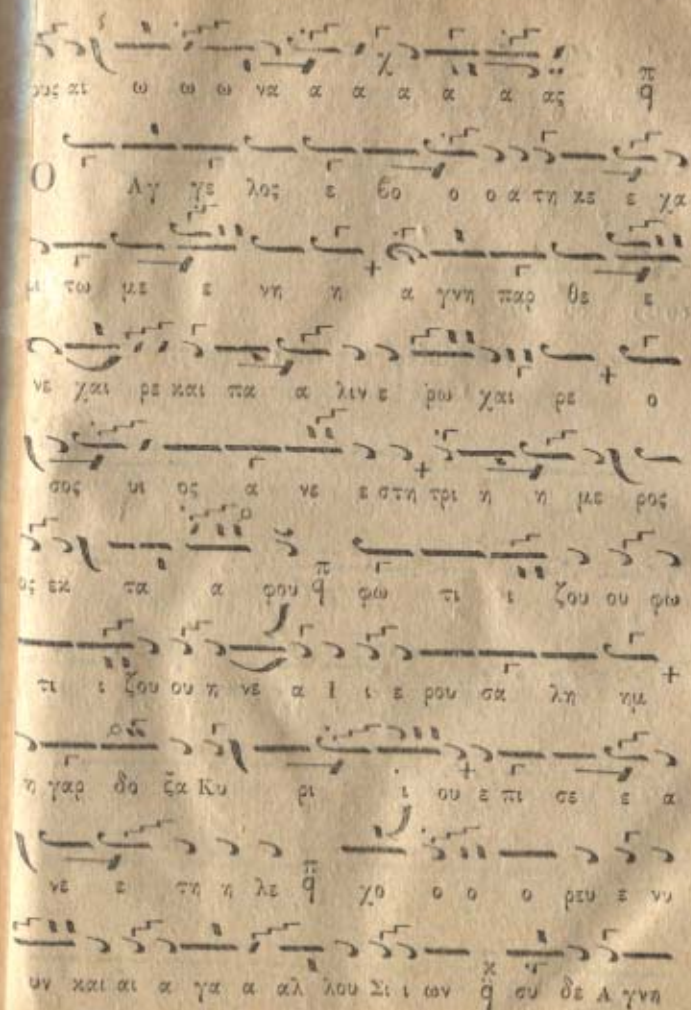 ους αι ω ω ω να α α α α α ας π q
Ο Αγ γε λος ε βο ο ο α τη κε ε χα
ρι τω με ε νη η α γνη παρ θε ε
νε χαι ρε και πα α λιν ε ρω χαι ρε ο
σος υι ος α νε ε στη τρι η η με ρος
ος εκ τα α φου π q φω τι ι ζου ου φω
τι ι ζου ου η νε α Ι ι ε ρου σα λη ημ
η γαρ δο ξα Κυ ρι ι ου ε πι σε ε α
νε ε τη η λε π q χο ο ο ο ρευ ε νυ
υν και αι α γα α αλ λου Σι ι ων κ q συ δε Α γνη